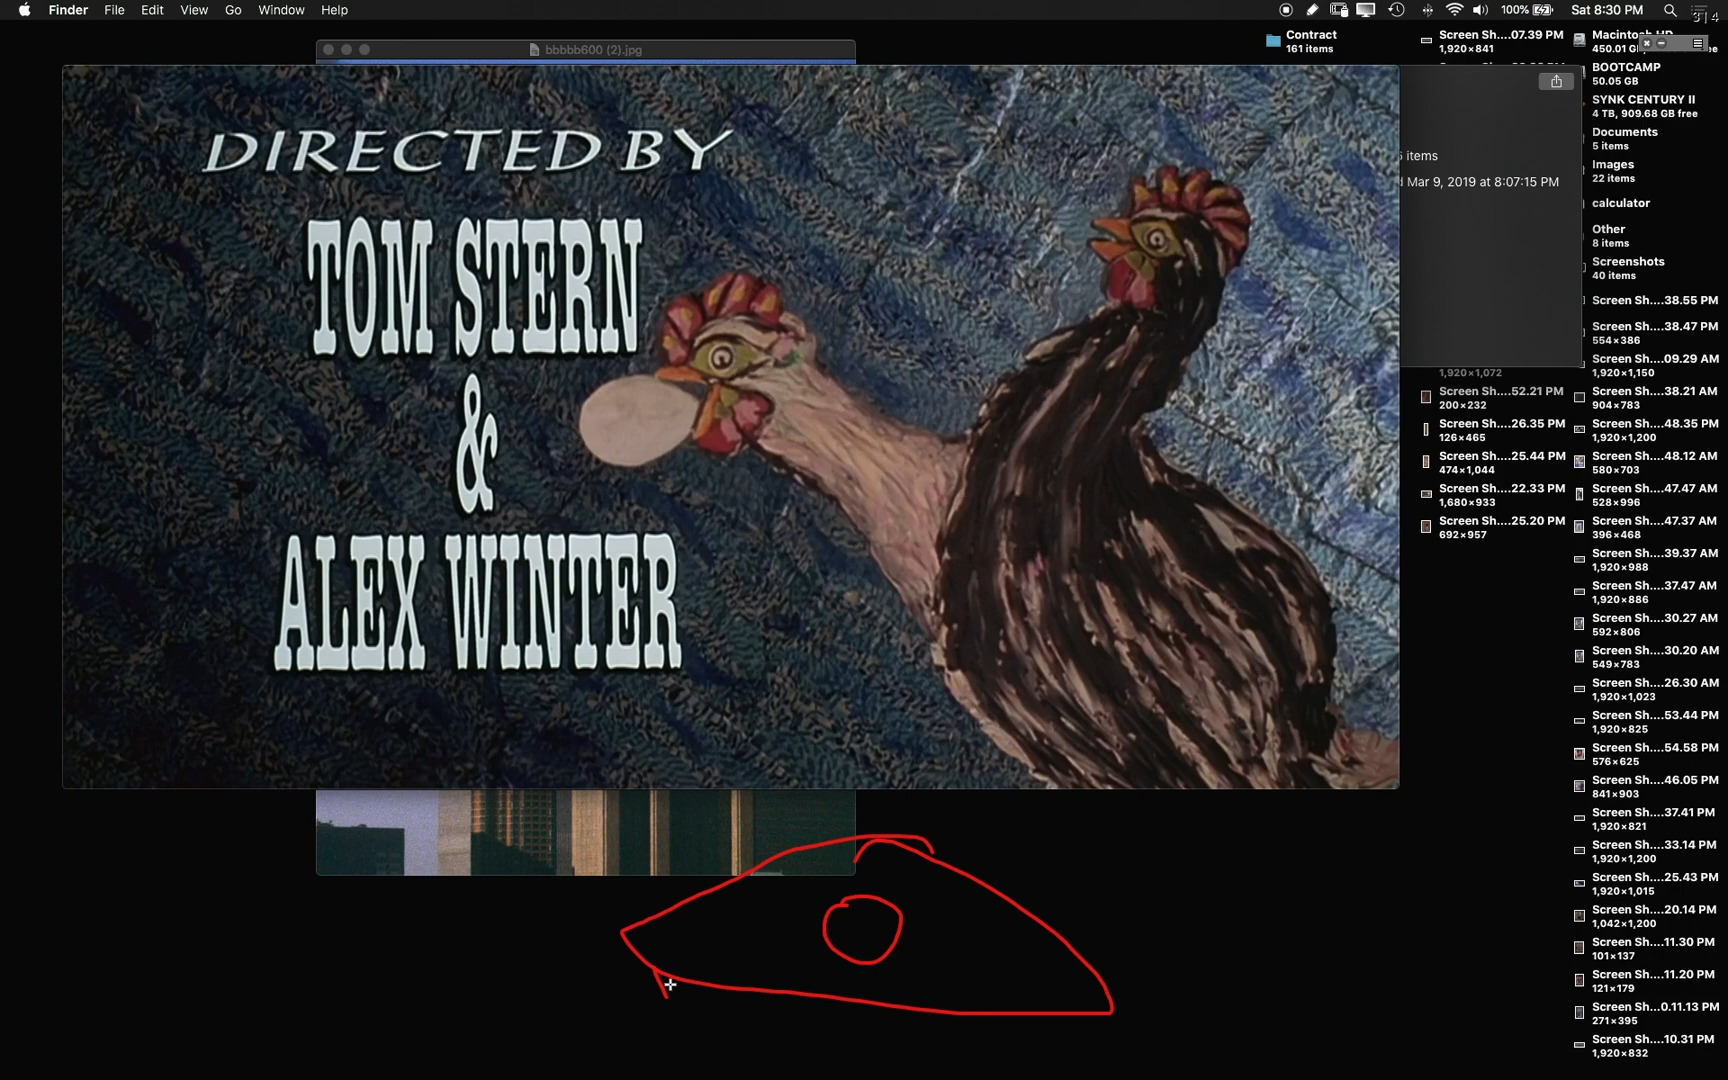 Finder File Edit View Go Window Help
100% Sat 8:30 PM
3 | 4
bbbbb600 (2).jpg
DIRECTED BY
TOM STERN
&
ALEX WINTER
items
Mar 9, 2019 at 8:07:15 PM
Contract
161 items
Screen Sh....07.39 PM
1,920×841
1,920×1,072
Screen Sh....52.21 PM
200×232
Screen Sh....26.35 PM
126×465
Screen Sh....25.44 PM
474×1,044
Screen Sh....22.33 PM
1,680×933
Screen Sh....25.20 PM
692×957
Macintosh HD
BOOTCAMP
50.05 GB
SYNK CENTURY II
4 TB, 909.68 GB free
Documents
5 items
Images
22 items
calculator
Other
8 items
Screenshots
40 items
Screen Sh....38.55 PM
Screen Sh....38.47 PM
554×386
Screen Sh....09.29 AM
1,920×1,150
Screen Sh....38.21 AM
904×783
Screen Sh....48.35 PM
1,920×1,200
Screen Sh....48.12 AM
580×703
Screen Sh....47.47 AM
528×996
Screen Sh....47.37 AM
396×468
Screen Sh....39.37 AM
1,920×988
Screen Sh....37.47 AM
1,920×886
Screen Sh....30.27 AM
592×806
Screen Sh....30.20 AM
549×783
Screen Sh....26.30 AM
1,920×1,023
Screen Sh....53.44 PM
1,920×825
Screen Sh....54.58 PM
576×625
Screen Sh....46.05 PM
841×903
Screen Sh....37.41 PM
1,920×821
Screen Sh....33.14 PM
1,920×1,200
Screen Sh....25.43 PM
1,920×1,015
Screen Sh....20.14 PM
1,042×1,200
Screen Sh....11.30 PM
101×137
Screen Sh....11.20 PM
121×179
Screen Sh...0.11.13 PM
271×395
Screen Sh....10.31 PM
1,920×832